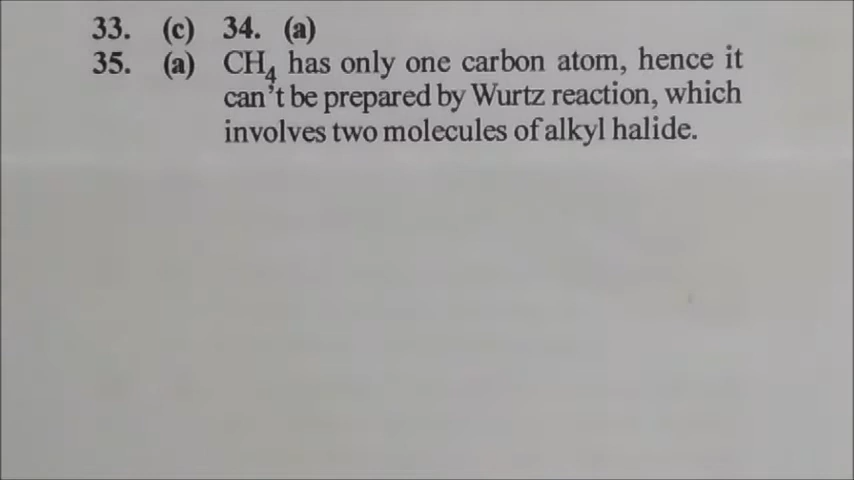 33. (c) 34. (a)
35. (a) CH₄ has only one carbon atom, hence it
can't be prepared by Wurtz reaction, which
involves two molecules of alkyl halide.